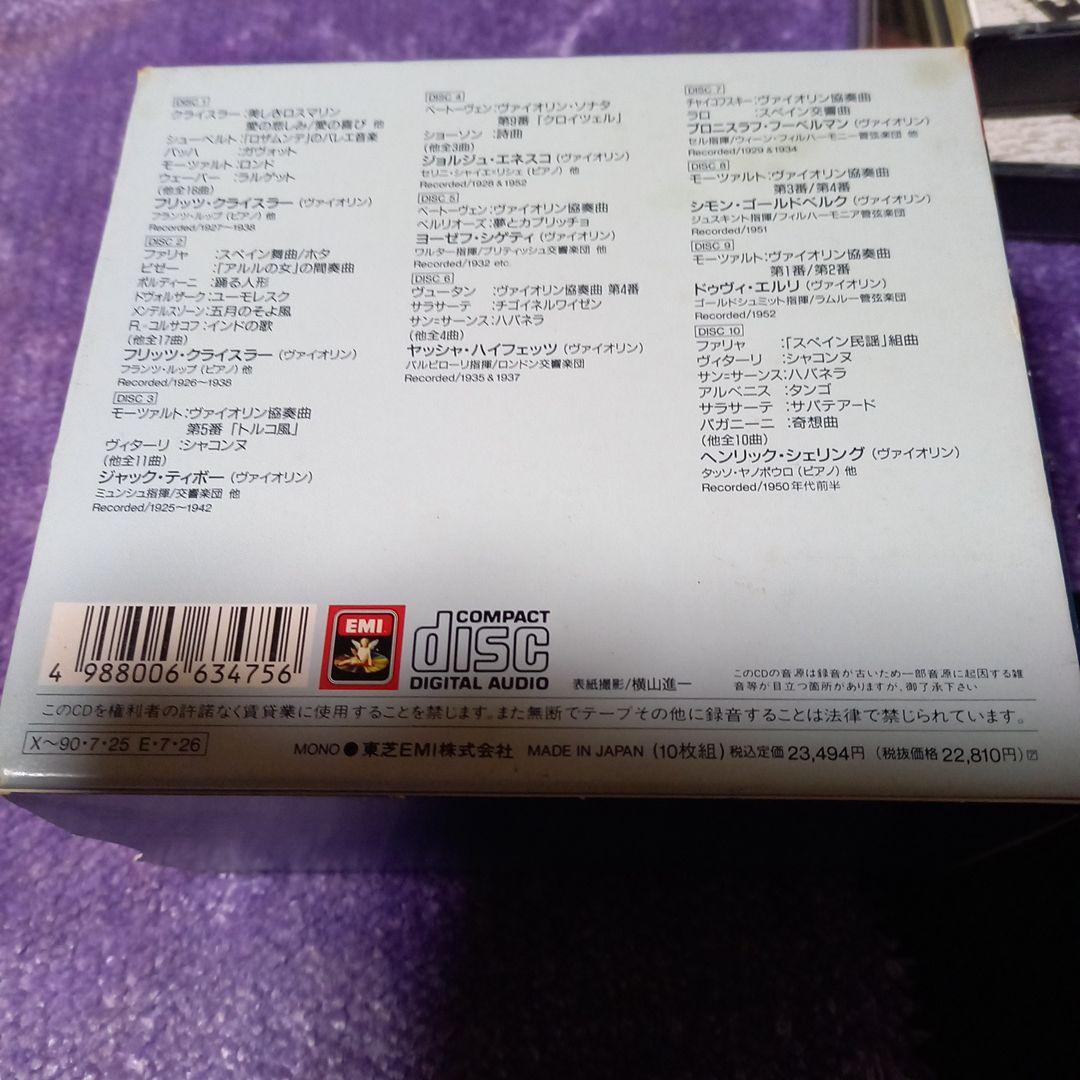 DISC 1
クライスラー:美しきロスマリン
愛の悲しみ/愛の喜び 他
シューベルト:「ロザムンデ」のバレエ音楽
バッハ :ガヴォット
モーツァルト:ロンド
ウェーバー :ラルゲット
(他全18曲)
フリッツ・クライスラー (ヴァイオリン)
フランツ・ルップ (ピアノ) 他
Recorded/1927〜1938
DISC 2
ファリャ :スペイン舞曲/ホタ
ビゼー :「アルルの女」の間奏曲
ポルディーニ:踊る人形
ドヴォルザーク:ユーモレスク
メンデルスゾーン:五月のそよ風
R.=コルサコフ:インドの歌
(他全17曲)
フリッツ・クライスラー (ヴァイオリン)
フランツ・ルップ (ピアノ) 他
Recorded/1926〜1938
DISC 3
モーツァルト:ヴァイオリン協奏曲
第5番「トルコ風」
ヴィターリ :シャコンヌ
(他全11曲)
ジャック・ティボー (ヴァイオリン)
ミュンシュ指揮/交響楽団 他
Recorded/1925〜1942
DISC 4
ベートーヴェン:ヴァイオリン・ソナタ
第9番「クロイツェル」
ショーソン :詩曲
(他全3曲)
ジョルジュ・エネスコ (ヴァイオリン)
セリニ・シャイエ=リシェ (ピアノ) 他
Recorded/1928 & 1952
DISC 5
ベートーヴェン:ヴァイオリン協奏曲
ベルリオーズ:夢とカプリッチョ
ヨーゼフ・シゲティ (ヴァイオリン)
ワルター指揮/ブリティッシュ交響楽団 他
Recorded/1932 etc.
DISC 6
ヴュータン :ヴァイオリン協奏曲 第4番
サラサーテ :チゴイネルワイゼン
サン=サーンス:ハバネラ
(他全4曲)
ヤッシャ・ハイフェッツ (ヴァイオリン)
バルビローリ指揮/ロンドン交響楽団
Recorded/1935 & 1937
DISC 7
チャイコフスキー:ヴァイオリン協奏曲
ラロ :スペイン交響曲
ブロニスラフ・フーベルマン (ヴァイオリン)
セル指揮/ウィーン・フィルハーモニー管弦楽団 他
Recorded/1929 & 1934
DISC 8
モーツァルト:ヴァイオリン協奏曲
第3番/第4番
シモン・ゴールドベルク (ヴァイオリン)
ジュスキント指揮/フィルハーモニア管弦楽団
Recorded/1951
DISC 9
モーツァルト:ヴァイオリン協奏曲
第1番/第2番
ドゥヴィ・エルリ (ヴァイオリン)
ゴールドシュミット指揮/ラムルー管弦楽団
Recorded/1952
DISC 10
ファリャ :「スペイン民謡」組曲
ヴィターリ :シャコンヌ
サン=サーンス:ハバネラ
アルベニス :タンゴ
サラサーテ :サパテアード
パガニーニ :奇想曲
(他全10曲)
ヘンリック・シェリング (ヴァイオリン)
タッソ・ヤノポウロ (ピアノ) 他
Recorded/1950年代前半
4 988006 634756
EMI
COMPACT
disc
DIGITAL AUDIO
表紙撮影/横山進一
このCDの音源は録音が古いため一部音源に起因する雑
音等が目立つ箇所がありますが、御了承下さい
このCDを権利者の許諾なく賃貸業に使用することを禁じます。また無断でテープその他に録音することは法律で禁じられています。
X〜90・7・25 E・7・26
MONO ● 東芝EMI株式会社 MADE IN JAPAN (10枚組) 税込定価 23,494円 (税抜価格 22,810円)